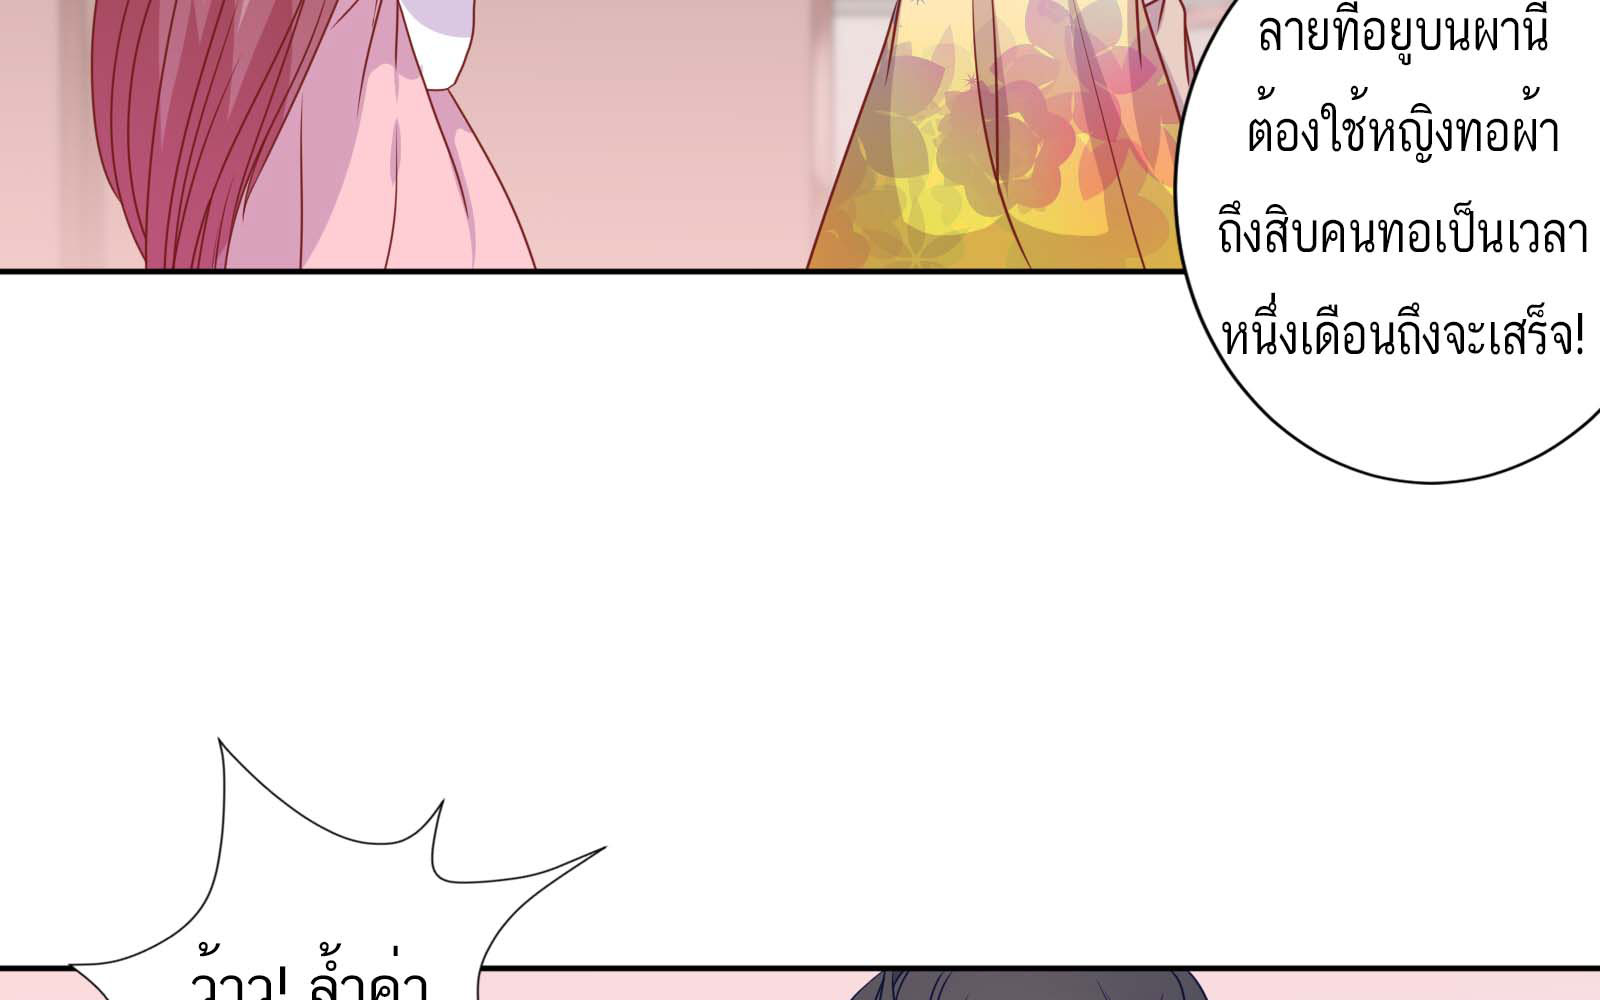 ลายที่อยู่บนผ้านี้
ต้องใช้หญิงทอผ้า
ถึงสิบคนทอเป็นเวลา
หนึ่งเดือนถึงจะเสร็จ!
ว้าว! ล้ำค่า